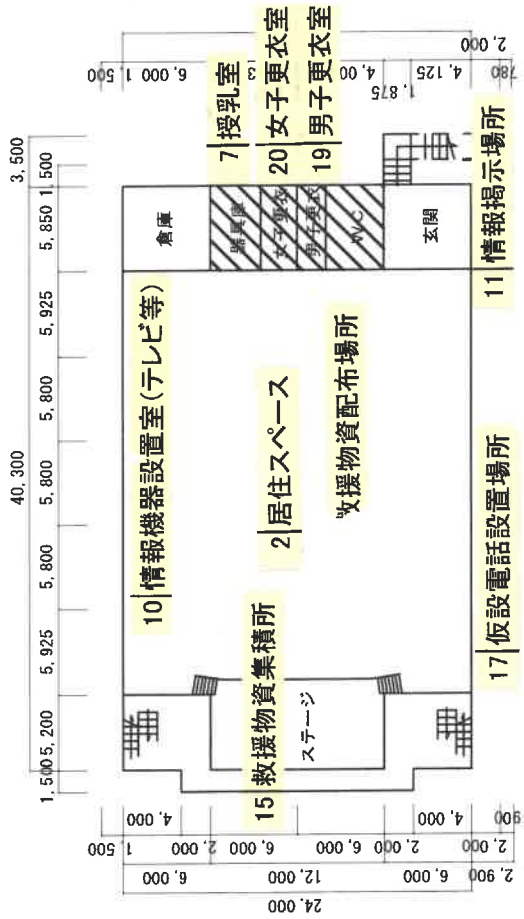 40,300
3,500
1,500
5,200
5,925
5,800
5,800
5,800
5,925
5,850
1,500
10 情報機器設置室(テレビ等)
倉庫
器具庫
7 授乳室
女子更衣
20 女子更衣室
男子更衣
19 男子更衣室
W.C
玄関
2 居住スペース
救援物資配布場所
15 救援物資集積所
ステージ
17 仮設電話設置場所
11 情報掲示場所
1,500
6,000
1,875
4,125
2,000
780
1,500
4,000
2,000
6,000
6,000
4,000
2,000
900
6,000
12,000
6,000
2,900
24,000